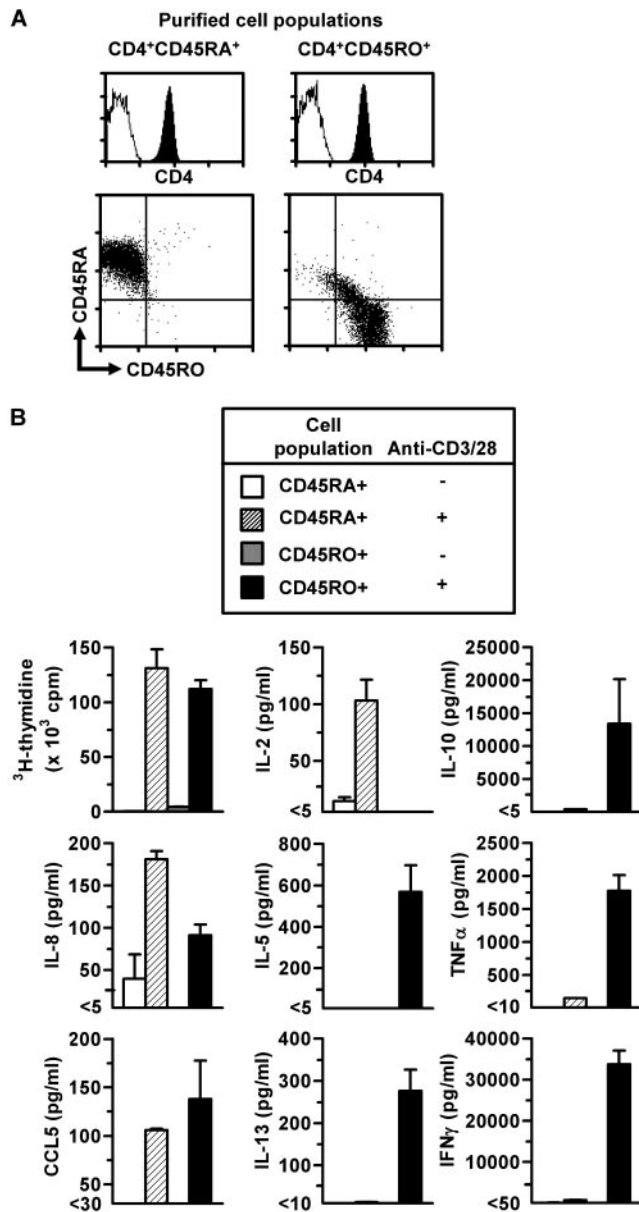 A
Purified cell populations
CD4⁺CD45RA⁺
CD4⁺CD45RO⁺
CD4
CD4
CD45RA
CD45RO
B
Cell
population
Anti-CD3/28
CD45RA+
-
CD45RA+
+
CD45RO+
-
CD45RO+
+
³H-thymidine
(x 10³ cpm)
150
100
50
0
IL-2 (pg/ml)
150
100
50
<5
IL-10 (pg/ml)
25000
20000
15000
10000
5000
<5
IL-8 (pg/ml)
200
150
100
50
<5
IL-5 (pg/ml)
800
600
400
200
<5
TNFα (pg/ml)
2500
2000
1500
1000
500
<10
CCL5 (pg/ml)
200
150
100
50
<30
IL-13 (pg/ml)
400
300
200
100
<10
IFNγ (pg/ml)
40000
30000
20000
10000
<50